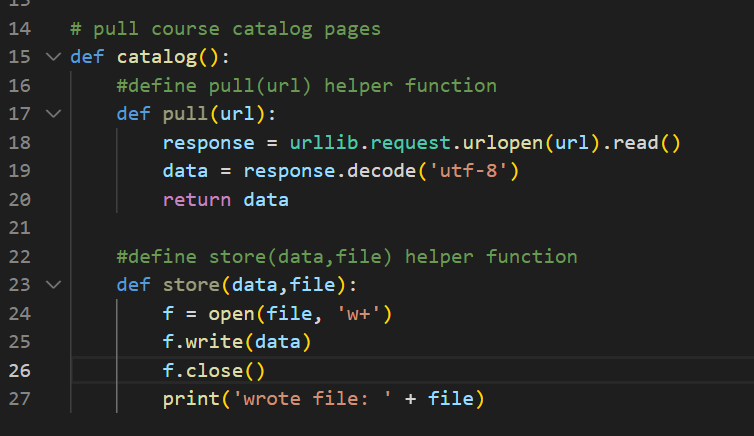 14 # pull course catalog pages
15 def catalog():
16     #define pull(url) helper function
17     def pull(url):
18         response = urllib.request.urlopen(url).read()
19         data = response.decode('utf-8')
20         return data
21
22     #define store(data,file) helper function
23     def store(data,file):
24         f = open(file, 'w+')
25         f.write(data)
26         f.close()
27         print('wrote file: ' + file)